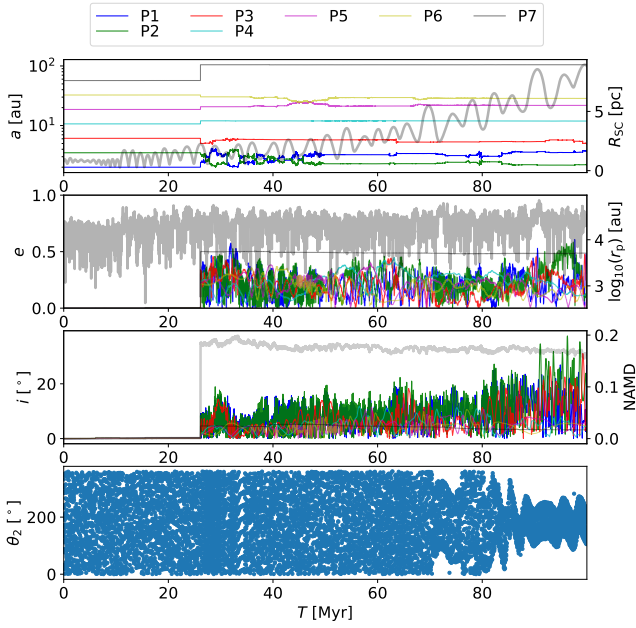 P1 P3 P5 P6 P7
P2 P4
10²
10¹
a [au]
5
0
R_SC [pc]
0 20 40 60 80
1.0
0.5
0.0
e
4
3
log₁₀(r_p) [au]
0 20 40 60 80
20
0
i [°]
0.2
0.1
0.0
NAMD
0 20 40 60 80
200
0
θ₂ [°]
0 20 40 60 80
T [Myr]